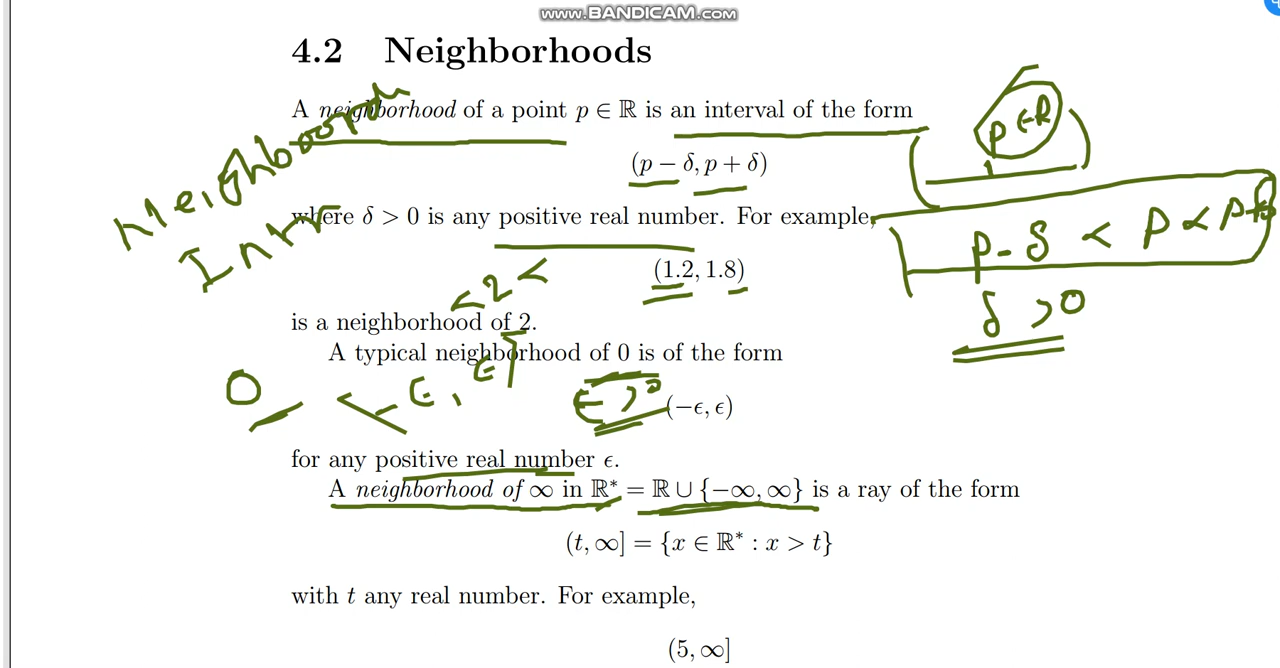 www.BANDICAM.com
4.2 Neighborhoods
A neighborhood of a point p ∈ ℝ is an interval of the form
p ∈ R
(p − δ, p + δ)
Neighboord
where δ > 0 is any positive real number. For example,
p - δ < p < p+δ
Intr
(1.2, 1.8)
< 2 <
δ > 0
is a neighborhood of 2.
A typical neighborhood of 0 is of the form
0
(-ϵ, ϵ)
ϵ > 0
(−ϵ, ϵ)
for any positive real number ϵ.
A neighborhood of ∞ in ℝ* = ℝ ∪ {−∞, ∞} is a ray of the form
(t, ∞] = {x ∈ ℝ* : x > t}
with t any real number. For example,
(5, ∞]